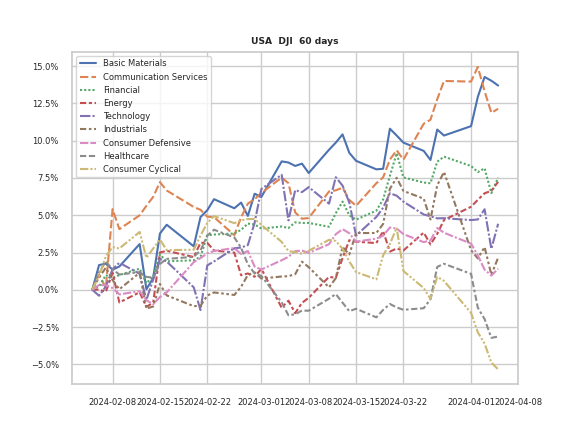 USA DJI 60 days
15.0%
12.5%
10.0%
7.5%
5.0%
2.5%
0.0%
−2.5%
−5.0%
Basic Materials
Communication Services
Financial
Energy
Technology
Industrials
Consumer Defensive
Healthcare
Consumer Cyclical
2024-02-08 2024-02-15 2024-02-22 2024-03-01 2024-03-08 2024-03-15 2024-03-22 2024-04-01 2024-04-08